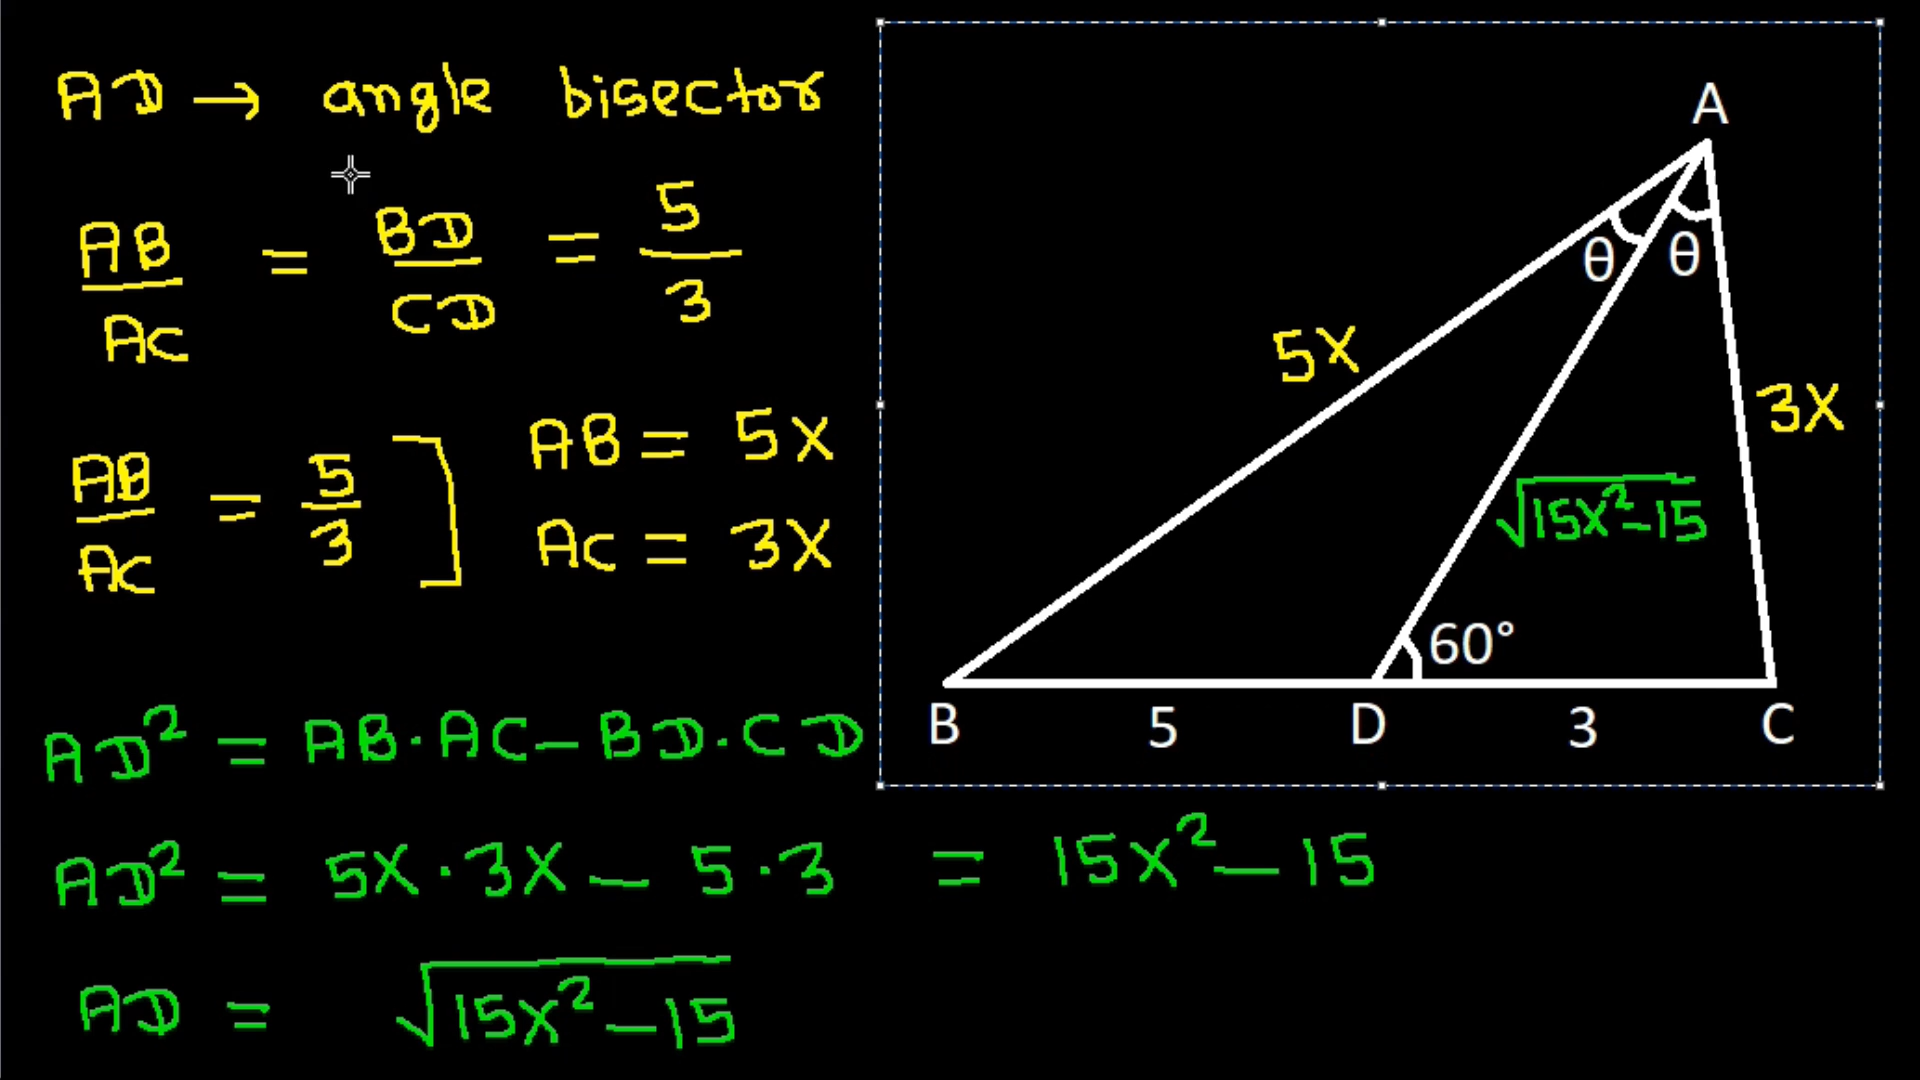 AD → angle bisector
AB/AC = BD/CD = 5/3
AB/AC = 5/3 ] AB = 5X
AC = 3X
AD² = AB·AC – BD·CD
AD² = 5X·3X – 5·3 = 15X² – 15
AD = √15X² – 15
A
θ θ
5X
3X
√15X² – 15
60°
B 5 D 3 C